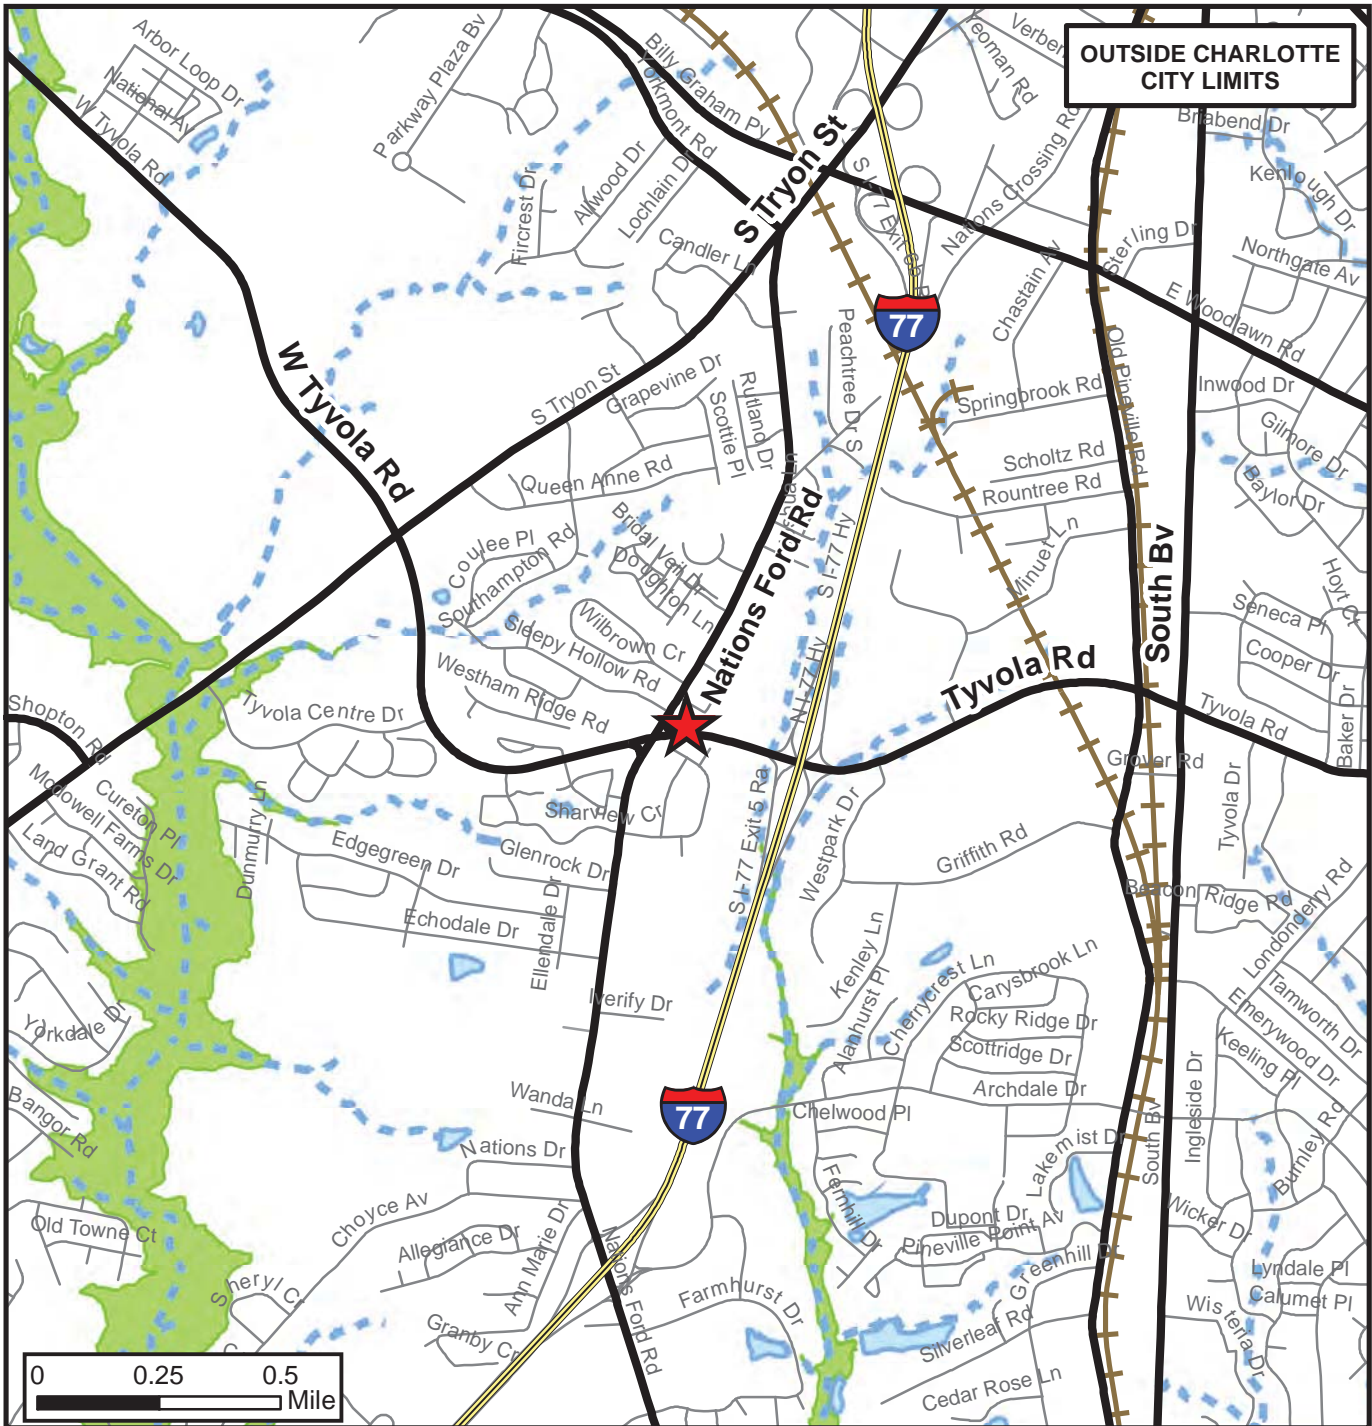 OUTSIDE CHARLOTTE
CITY LIMITS
Arbor Loop Dr
National Av
W Tyvola Rd
Parkway Plaza Bv
Billy Graham Py
Yorkmont Rd
Yeoman Rd
Briabend Dr
Kenlough Dr
Northgate Av
Allwood Dr
Lochlain Dr
Fircrest Dr
Candler Ln
S Tryon St
Nations Crossing Rd
Sterling Dr
Chastain Av
E Woodlawn Rd
77
Peachtree Dr S
Old Pineville Rd
W Tyvola Rd
S Tryon St
Grapevine Dr
Rutland Dr
Scottie Pl
Springbrook Rd
Inwood Dr
Gilmore Dr
Baylor Dr
Scholtz Rd
Rountree Rd
Queen Anne Rd
Minuet Ln
Coulee Pl
Southampton Rd
Bridal Veil Dr
Doughton Ln
Nations Ford Rd
S I-77 Hy
N I-77 Hy
South Bv
Hoyt Ct
Seneca Pl
Cooper Dr
Baker Dr
Wilbrown Cr
Sleepy Hollow Rd
Westham Ridge Rd
Tyvola Rd
Tyvola Rd
Tyvola Centre Dr
Shopton Rd
Grover Rd
Tyvola Dr
Mcdowell Farms Dr
Cureton Pl
Land Grant Rd
Dunmurry Ln
Sharview Cr
S I-77 Exit 5 Ra
Westpark Dr
Griffith Rd
Edgegreen Dr
Glenrock Dr
Echodale Dr
Ellendale Dr
Beacon Ridge Rd
Londonderry Rd
Kenley Ln
Alanhurst Pl
Cherrycrest Ln
Carysbrook Ln
Rocky Ridge Dr
Scottridge Dr
Archdale Dr
Tamworth Dr
Emerywood Dr
Keeling Pl
Yorkdale Dr
Iverify Dr
Wanda Ln
77
Chelwood Pl
Ingleside Dr
Bangor Rd
Nations Dr
Lakemist Dr
South Bv
Burnley Rd
Old Towne Ct
Choyce Av
Allegiance Dr
Ann Marie Dr
Fernhill Dr
Dupont Dr
Pineville Point Av
Wicker Dr
Greenhill Dr
Lyndale Pl
Calumet Pl
Sheryl Cr
Nations Ford Rd
Farmhurst Dr
Granby Cr
Silverleaf Rd
Wisteria Dr
Cedar Rose Ln
0 0.25 0.5
Mile